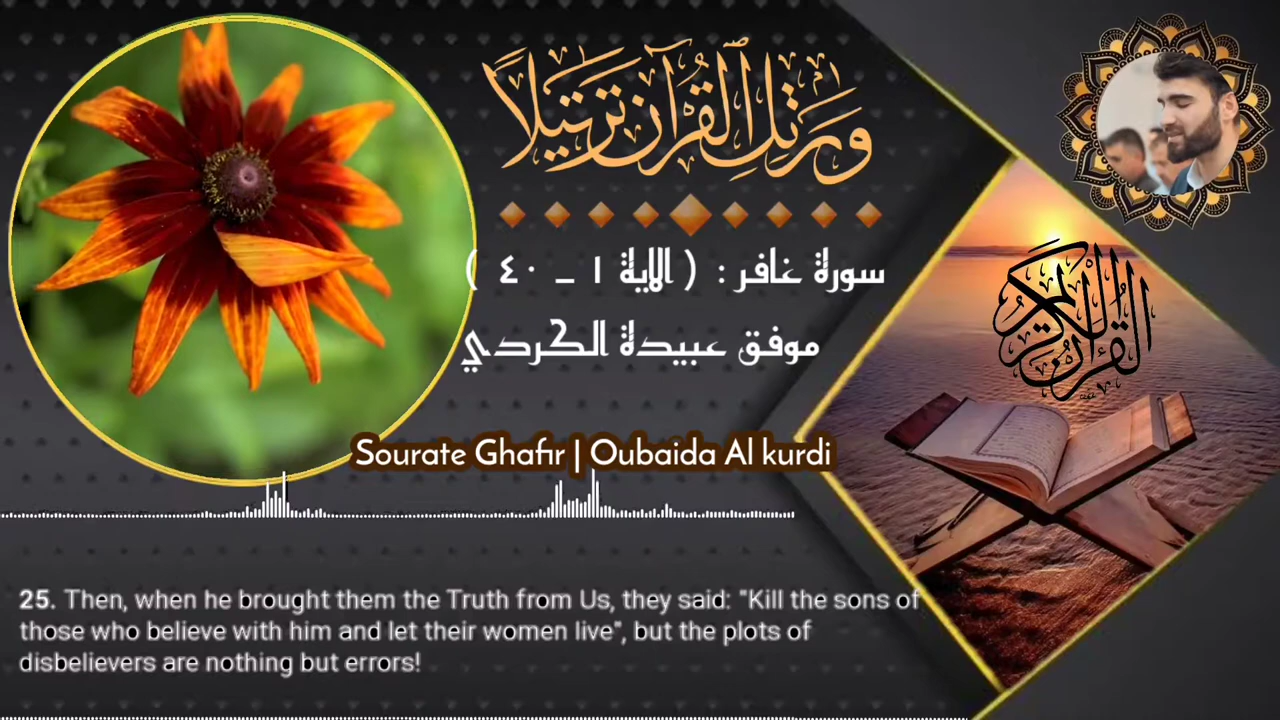 ورتل القرآن ترتيلاً
سورة غافر : ( الاية ١ - ٤٠ )
موفق عبيدة الكردي
القرآن الكريم
Sourate Ghafir | Oubaida Al kurdi
25. Then, when he brought them the Truth from Us, they said: "Kill the sons of
those who believe with him and let their women live", but the plots of
disbelievers are nothing but errors!